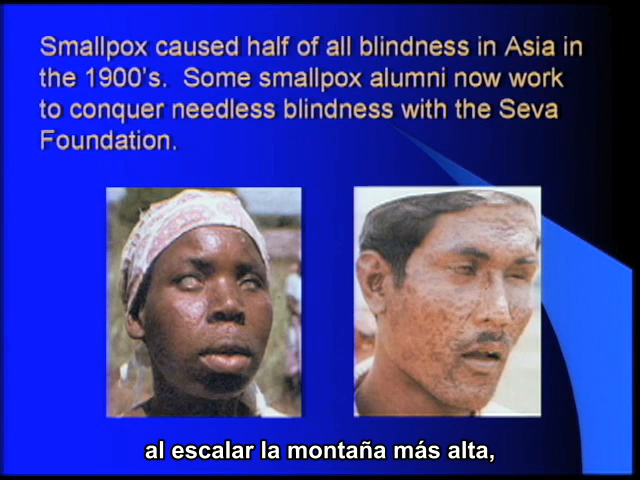 Smallpox caused half of all blindness in Asia in
the 1900's.  Some smallpox alumni now work
to conquer needless blindness with the Seva
Foundation.
al escalar la montaña más alta,